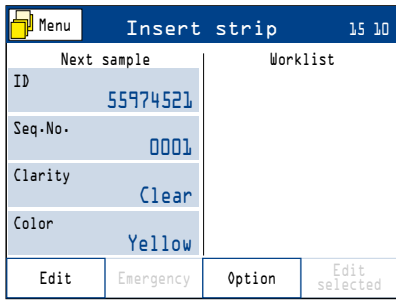 Menu Insert strip 15 10
Next sample
Worklist
ID
55974521
Seq.No.
0001
Clarity
Clear
Color
Yellow
Edit Emergency Option Edit selected